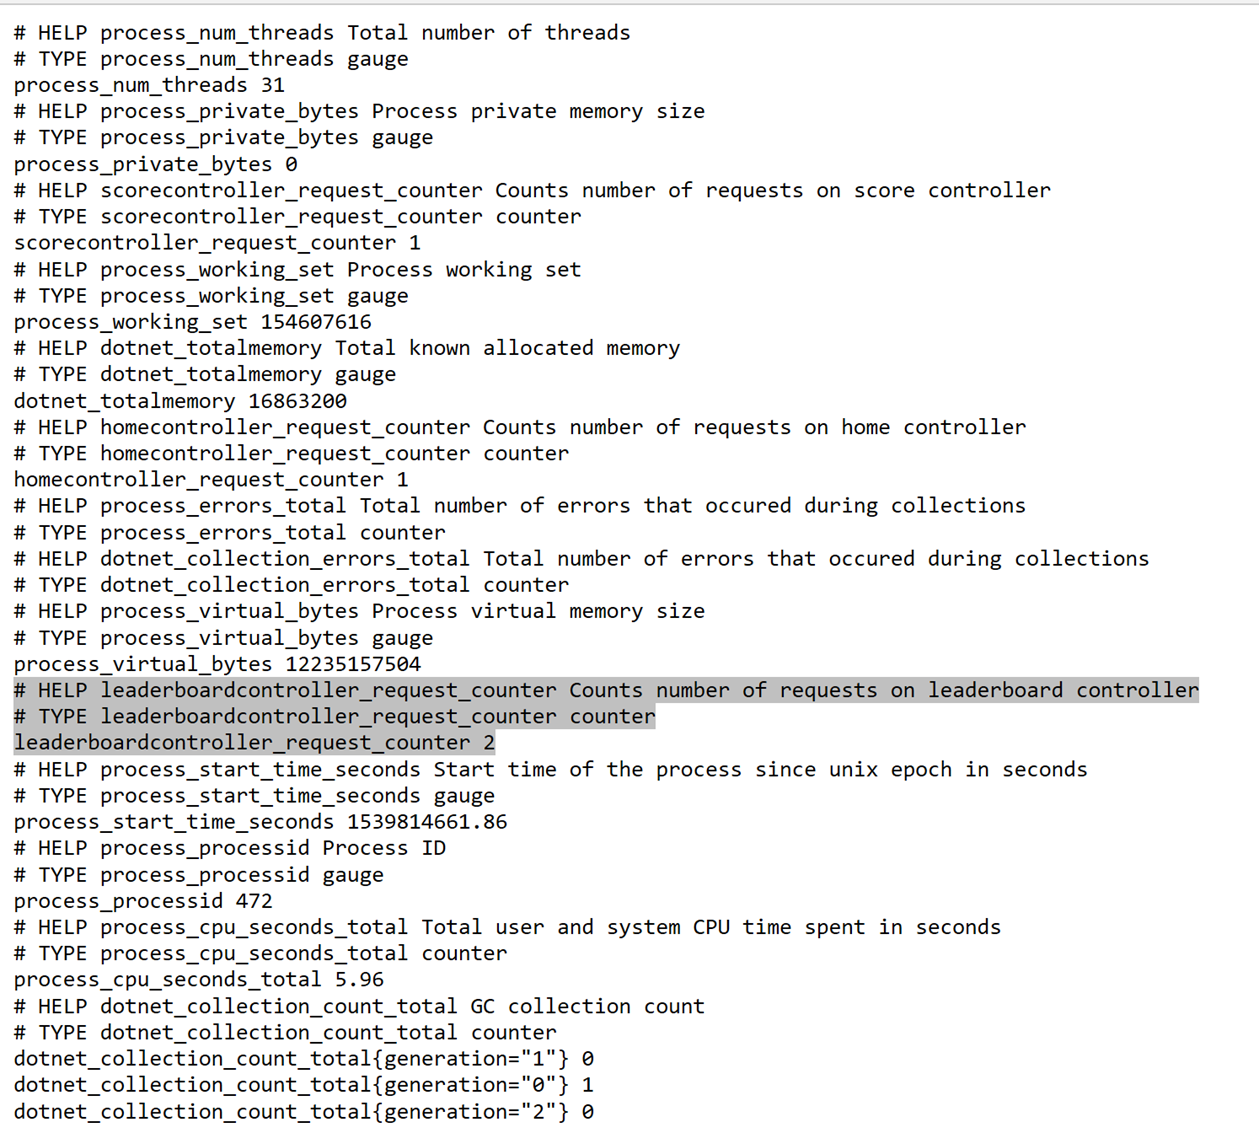 # HELP process_num_threads Total number of threads
# TYPE process_num_threads gauge
process_num_threads 31
# HELP process_private_bytes Process private memory size
# TYPE process_private_bytes gauge
process_private_bytes 0
# HELP scorecontroller_request_counter Counts number of requests on score controller
# TYPE scorecontroller_request_counter counter
scorecontroller_request_counter 1
# HELP process_working_set Process working set
# TYPE process_working_set gauge
process_working_set 154607616
# HELP dotnet_totalmemory Total known allocated memory
# TYPE dotnet_totalmemory gauge
dotnet_totalmemory 16863200
# HELP homecontroller_request_counter Counts number of requests on home controller
# TYPE homecontroller_request_counter counter
homecontroller_request_counter 1
# HELP process_errors_total Total number of errors that occured during collections
# TYPE process_errors_total counter
# HELP dotnet_collection_errors_total Total number of errors that occured during collections
# TYPE dotnet_collection_errors_total counter
# HELP process_virtual_bytes Process virtual memory size
# TYPE process_virtual_bytes gauge
process_virtual_bytes 12235157504
# HELP leaderboardcontroller_request_counter Counts number of requests on leaderboard controller
# TYPE leaderboardcontroller_request_counter counter
leaderboardcontroller_request_counter 2
# HELP process_start_time_seconds Start time of the process since unix epoch in seconds
# TYPE process_start_time_seconds gauge
process_start_time_seconds 1539814661.86
# HELP process_processid Process ID
# TYPE process_processid gauge
process_processid 472
# HELP process_cpu_seconds_total Total user and system CPU time spent in seconds
# TYPE process_cpu_seconds_total counter
process_cpu_seconds_total 5.96
# HELP dotnet_collection_count_total GC collection count
# TYPE dotnet_collection_count_total counter
dotnet_collection_count_total{generation="1"} 0
dotnet_collection_count_total{generation="0"} 1
dotnet_collection_count_total{generation="2"} 0